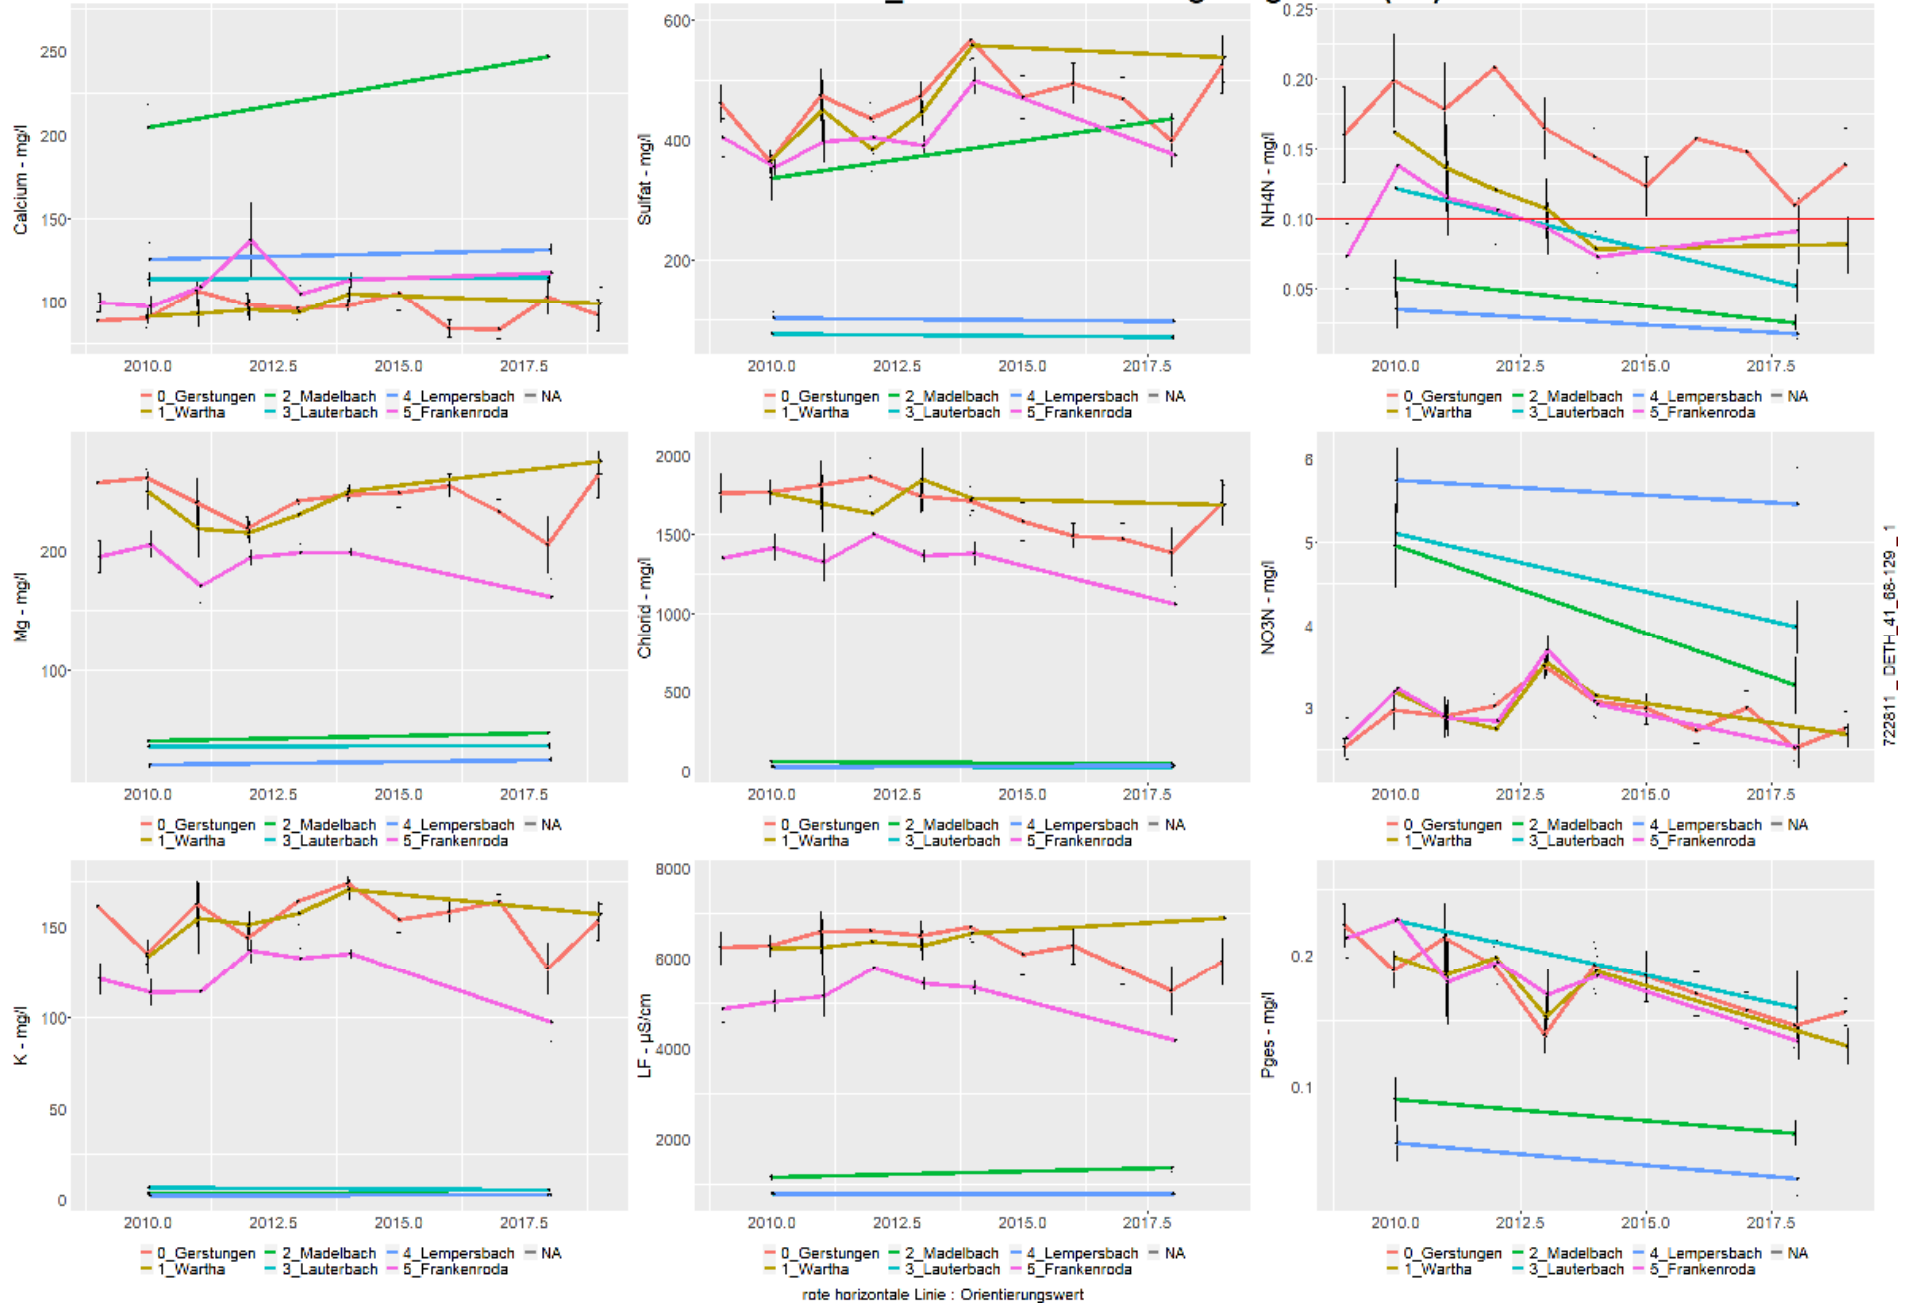 Calcium - mg/l
250
200
150
100
2010.0 2012.5 2015.0 2017.5
0_Gerstungen 2_Madelbach 4_Lempersbach NA
1_Wartha 3_Lauterbach 5_Frankenroda
Sulfat - mg/l
600
400
200
2010.0 2012.5 2015.0 2017.5
0_Gerstungen 2_Madelbach 4_Lempersbach NA
1_Wartha 3_Lauterbach 5_Frankenroda
NH4N - mg/l
0.25
0.20
0.15
0.10
0.05
2010.0 2012.5 2015.0 2017.5
0_Gerstungen 2_Madelbach 4_Lempersbach NA
1_Wartha 3_Lauterbach 5_Frankenroda
Mg - mg/l
200
100
2010.0 2012.5 2015.0 2017.5
0_Gerstungen 2_Madelbach 4_Lempersbach NA
1_Wartha 3_Lauterbach 5_Frankenroda
Chlorid - mg/l
2000
1500
1000
500
0
2010.0 2012.5 2015.0 2017.5
0_Gerstungen 2_Madelbach 4_Lempersbach NA
1_Wartha 3_Lauterbach 5_Frankenroda
NO3N - mg/l
6
5
4
3
2010.0 2012.5 2015.0 2017.5
0_Gerstungen 2_Madelbach 4_Lempersbach NA
1_Wartha 3_Lauterbach 5_Frankenroda
722811 _ DETH_41_68-129 _ 1
K - mg/l
150
100
50
0
2010.0 2012.5 2015.0 2017.5
0_Gerstungen 2_Madelbach 4_Lempersbach NA
1_Wartha 3_Lauterbach 5_Frankenroda
LF - µS/cm
8000
6000
4000
2000
2010.0 2012.5 2015.0 2017.5
0_Gerstungen 2_Madelbach 4_Lempersbach NA
1_Wartha 3_Lauterbach 5_Frankenroda
Pges - mg/l
0.2
0.1
2010.0 2012.5 2015.0 2017.5
0_Gerstungen 2_Madelbach 4_Lempersbach NA
1_Wartha 3_Lauterbach 5_Frankenroda
rote horizontale Linie : Orientierungswert